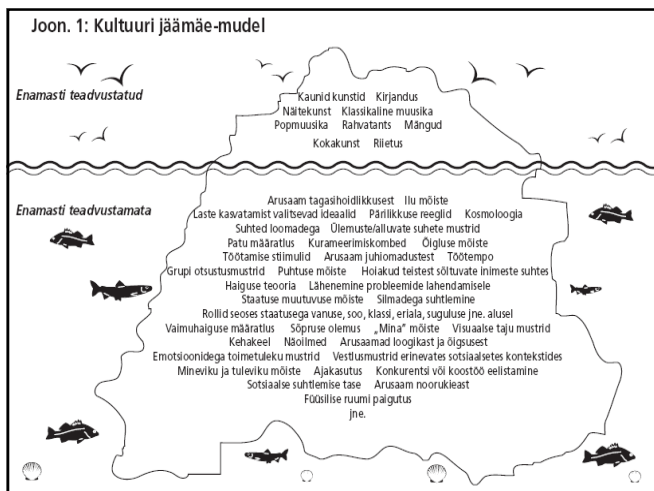 Joon. 1: Kultuuri jäämäe-mudel
Enamasti teadvustatud
Kaunid kunstid Kirjandus
Näitekunst Klassikaline muusika
Popmuusika Rahvatants Mängud
Kokakunst Riietus
Enamasti teadvustamata
Arusaam tagasihoidlikkusest Ilu mõiste
Laste kasvatamist valitsevad ideaalid Pärilikkuse reeglid Kosmoloogia
Suhted loomadega Ülemuste/alluvate suhete mustrid
Patu määratlus Kurameerimiskombed Õigluse mõiste
Töötamise stiimulid Arusaam juhiomadustest Töötempo
Grupi otsustusmustrid Puhtuse mõiste Hoiakud teistest sõltuvate inimeste suhtes
Haiguse teooria Lähenemine probleemide lahendamisele
Staatuse muutuvuse mõiste Silmadega suhtlemine
Rollid seoses staatusega vanuse, soo, klassi, eriala, suguluse jne. alusel
Vaimuhaiguse määratlus Sõpruse olemus „Mina” mõiste Visuaalse taju mustrid
Kehakeel Näoilmed Arusaamad loogikast ja õigsusest
Emotsioonidega toimetuleku mustrid Vestlusmustrid erinevates sotsiaalsetes kontekstides
Mineviku ja tuleviku mõiste Ajakasutus Konkurentsi või koostöö eelistamine
Sotsiaalse suhtlemise tase Arusaam noorukieast
Füüsilise ruumi paigutus
jne.